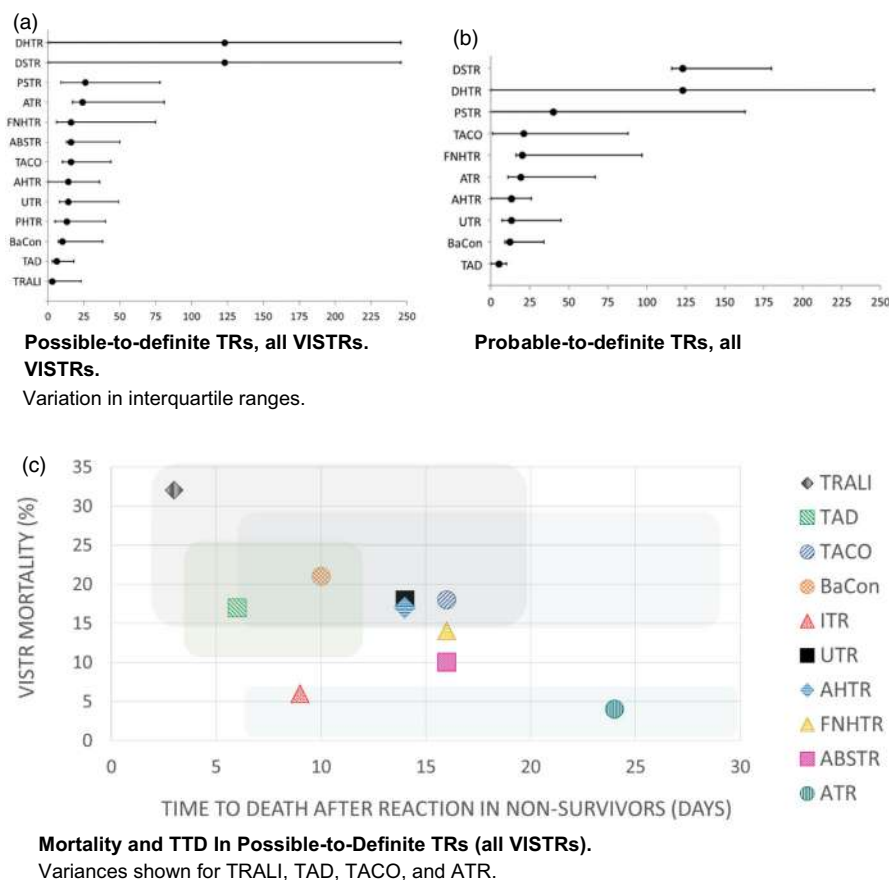 (a)
DHTR
DSTR
PSTR
ATR
FNHTR
ABSTR
TACO
AHTR
UTR
PHTR
BaCon
TAD
TRALI
0 25 50 75 100 125 150 175 200 225 250
Possible-to-definite TRs, all VISTRs.
VISTRs.
Variation in interquartile ranges.
(b)
DSTR
DHTR
PSTR
TACO
FNHTR
ATR
AHTR
UTR
BaCon
TAD
0 25 50 75 100 125 150 175 200 225 250
Probable-to-definite TRs, all
(c)
VISTR MORTALITY (%)
35
30
25
20
15
10
5
0
0 5 10 15 20 25 30
TIME TO DEATH AFTER REACTION IN NON-SURVIVORS (DAYS)
TRALI
TAD
TACO
BaCon
ITR
UTR
AHTR
FNHTR
ABSTR
ATR
Mortality and TTD In Possible-to-Definite TRs (all VISTRs).
Variances shown for TRALI, TAD, TACO, and ATR.